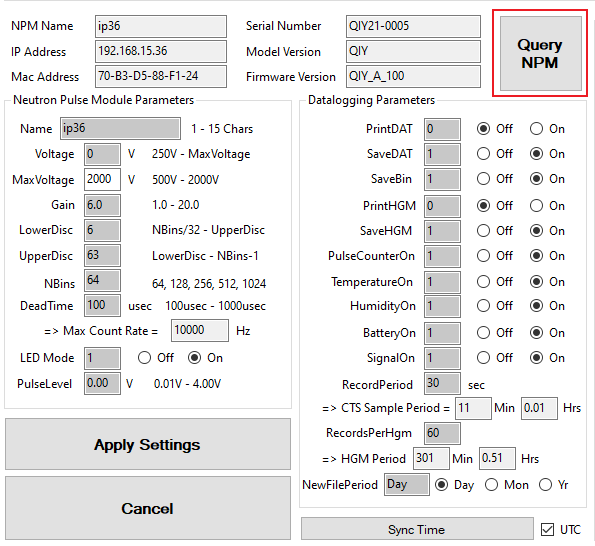 NPM Name ip36 Serial Number QIY21-0005
IP Address 192.168.15.36 Model Version QIY
Mac Address 70-B3-D5-88-F1-24 Firmware Version QIY_A_100
Query
NPM
Neutron Pulse Module Parameters
Name ip36 1 - 15 Chars
Voltage 0 V 250V - MaxVoltage
MaxVoltage 2000 V 500V - 2000V
Gain 6.0 1.0 - 20.0
LowerDisc 6 NBins/32 - UpperDisc
UpperDisc 63 LowerDisc - NBins-1
NBins 64 64, 128, 256, 512, 1024
DeadTime 100 usec 100usec - 1000usec
=> Max Count Rate = 10000 Hz
LED Mode 1 Off On
PulseLevel 0.00 V 0.01V - 4.00V
Apply Settings
Cancel
Datalogging Parameters
PrintDAT 0 Off On
SaveDAT 1 Off On
SaveBin 1 Off On
PrintHGM 0 Off On
SaveHGM 1 Off On
PulseCounterOn 1 Off On
TemperatureOn 1 Off On
HumidityOn 1 Off On
BatteryOn 1 Off On
SignalOn 1 Off On
RecordPeriod 30 sec
=> CTS Sample Period = 11 Min 0.01 Hrs
RecordsPerHgm 60
=> HGM Period 301 Min 0.51 Hrs
NewFilePeriod Day Day Mon Yr
Sync Time UTC